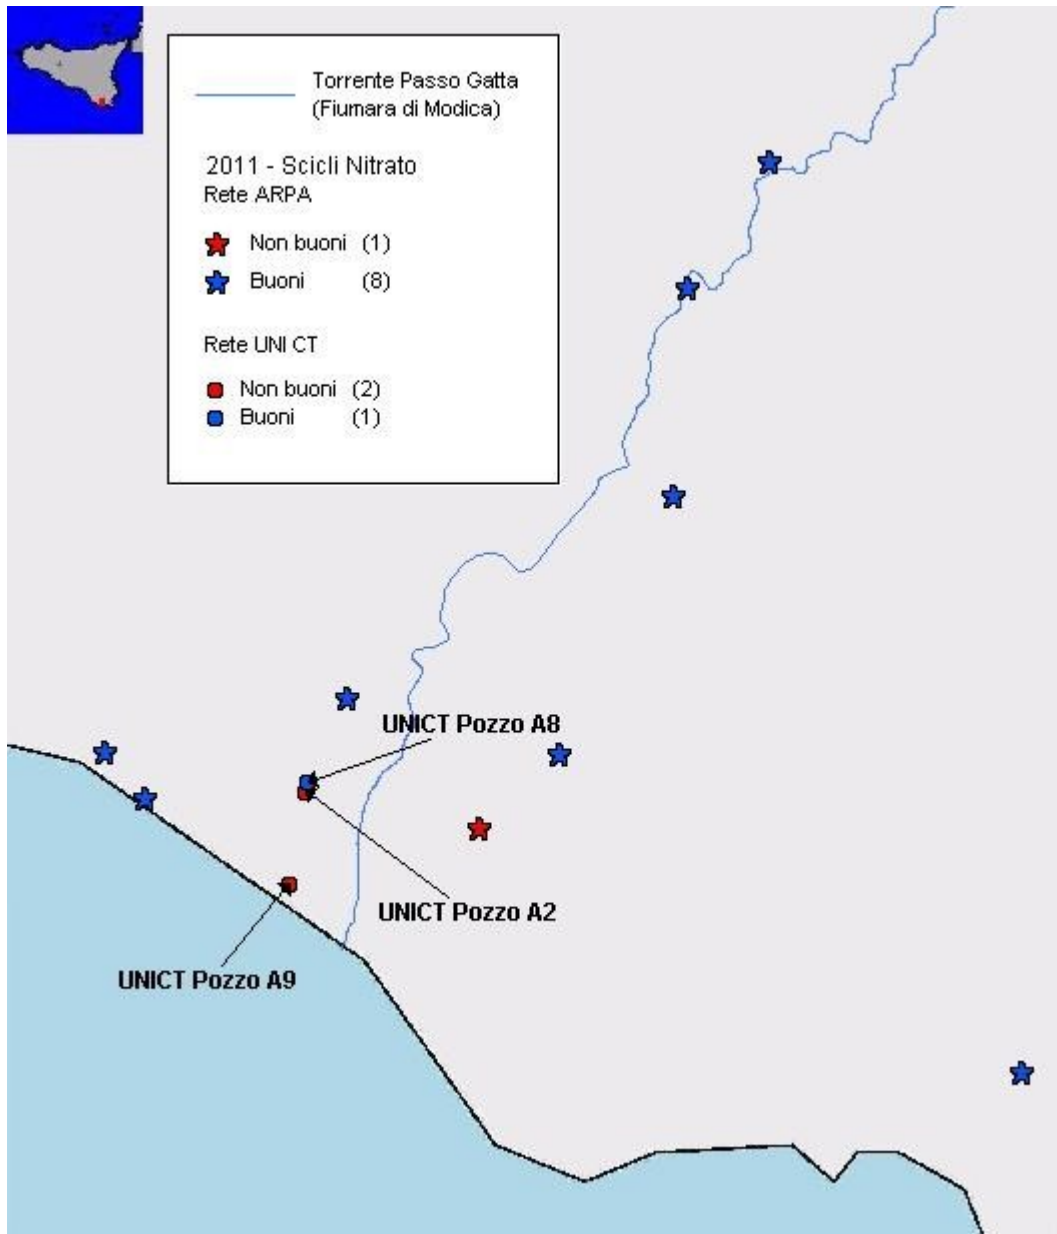 Torrente Passo Gatta
(Fiumara di Modica)
2011 - Scicli Nitrato
Rete ARPA
Non buoni (1)
Buoni (8)
Rete UNI CT
Non buoni (2)
Buoni (1)
UNICT Pozzo A8
UNICT Pozzo A2
UNICT Pozzo A9